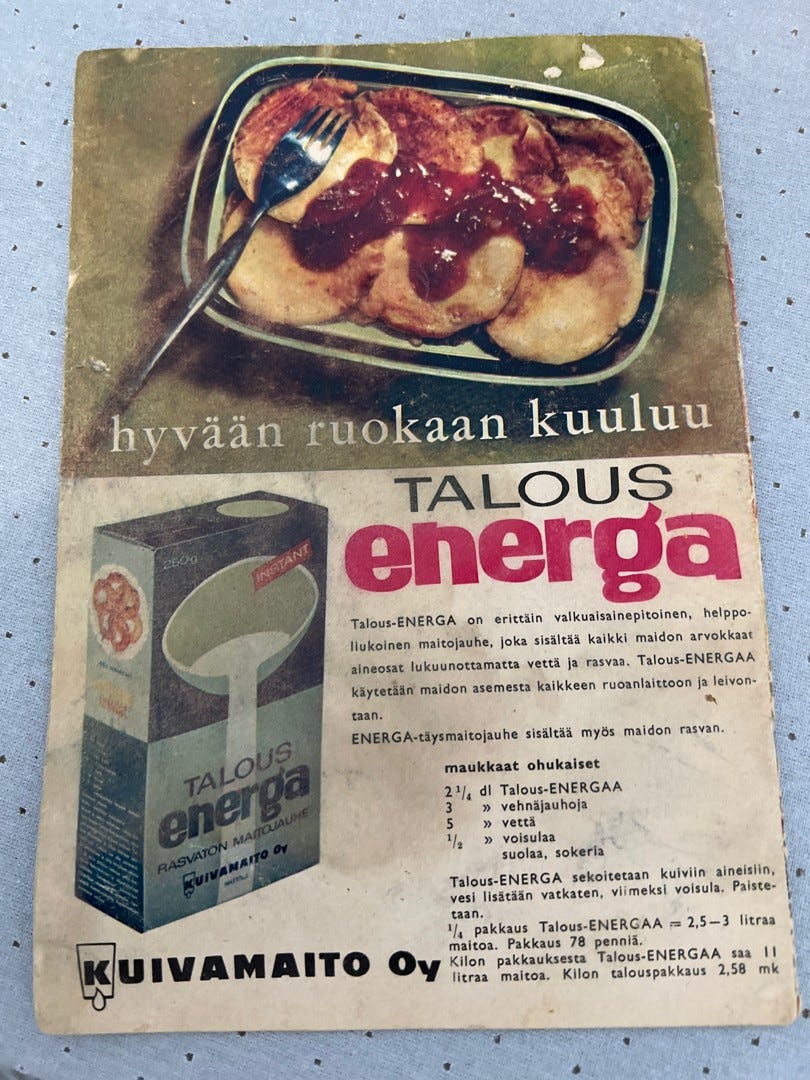 hyvään ruokaan kuuluu
TALOUS
energa
250g
INSTANT
TALOUS
energa
RASVATON MAITOJAUHE
KUIVAMAITO Oy
Talous-ENERGA on erittäin valkuaisainepitoinen, helppo-
liukoinen maitojauhe, joka sisältää kaikki maidon arvokkaat
aineosat lukuunottamatta vettä ja rasvaa. Talous-ENERGAA
käytetään maidon asemesta kaikkeen ruoanlaittoon ja leivon-
taan.
ENERGA-täysmaitojauhe sisältää myös maidon rasvan.
maukkaat ohukaiset
2 1/4 dl Talous-ENERGAA
3 » vehnäjauhoja
5 » vettä
1/2 » voisulaa
suolaa, sokeria
Talous-ENERGA sekoitetaan kuiviin aineisiin,
vesi lisätään vatkaten, viimeksi voisula. Paiste-
taan.
1/4 pakkaus Talous-ENERGAA = 2,5—3 litraa
maitoa. Pakkaus 78 penniä.
Kilon pakkauksesta Talous-ENERGAA saa 11
litraa maitoa. Kilon talouspakkaus 2,58 mk
KUIVAMAITO Oy